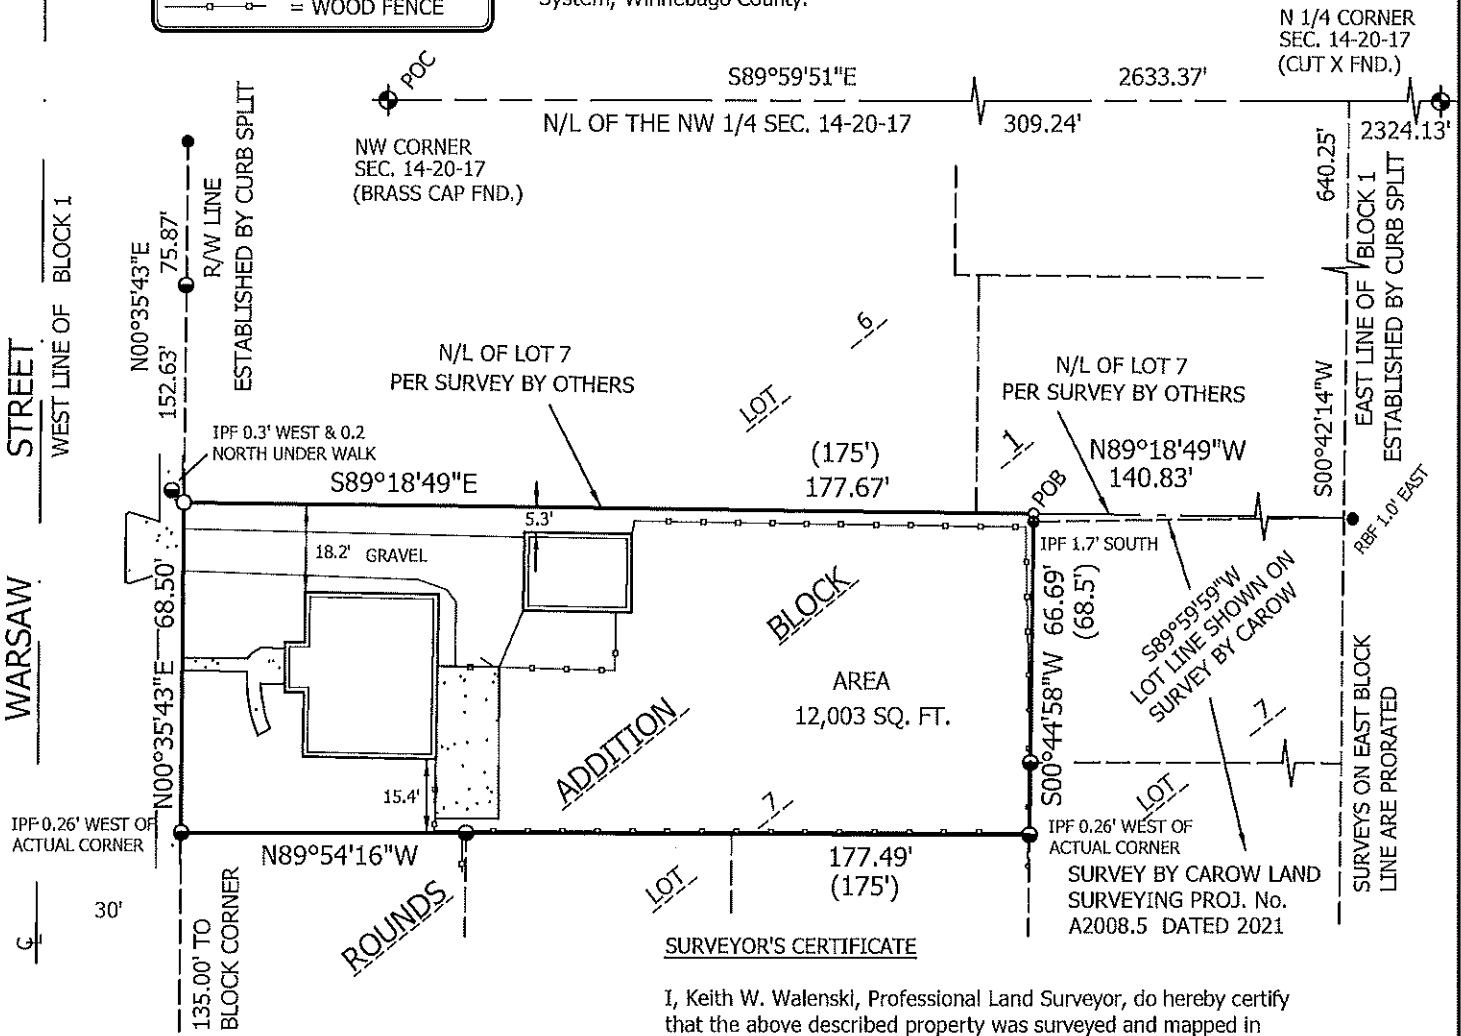 = WOOD FENCE
System, Winnebago County.
N 1/4 CORNER
SEC. 14-20-17
(CUT X FND.)
POC
S89°59'51"E
2633.37'
N/L OF THE NW 1/4 SEC. 14-20-17
309.24'
2324.13'
NW CORNER
SEC. 14-20-17
(BRASS CAP FND.)
640.25'
WEST LINE OF BLOCK 1
N00°35'43"E
75.87'
152.63'
R/W LINE
ESTABLISHED BY CURB SPLIT
EAST LINE OF BLOCK 1
ESTABLISHED BY CURB SPLIT
S00°42'14"W
N/L OF LOT 7
PER SURVEY BY OTHERS
LOT 6
N/L OF LOT 7
PER SURVEY BY OTHERS
WARSAW STREET
IPF 0.3' WEST & 0.2
NORTH UNDER WALK
S89°18'49"E
(175')
177.67'
1
N89°18'49"W
140.83'
POB
RBF 1.0' EAST
5.3'
18.2'
GRAVEL
IPF 1.7' SOUTH
N00°35'43"E
68.50'
BLOCK
S00°44'58"W
66.69'
(68.5')
S89°59'59"W
LOT LINE SHOWN ON
SURVEY BY CAROW
AREA
12,003 SQ. FT.
ADDITION
7
LOT 7
SURVEYS ON EAST BLOCK
LINE ARE PRORATED
15.4'
IPF 0.26' WEST OF
ACTUAL CORNER
N89°54'16"W
177.49'
(175')
IPF 0.26' WEST OF
ACTUAL CORNER
SURVEY BY CAROW LAND
SURVEYING PROJ. No.
A2008.5 DATED 2021
LOT
ROUNDS
30'
CL
135.00' TO
BLOCK CORNER
SURVEYOR'S CERTIFICATE
I, Keith W. Walenski, Professional Land Surveyor, do hereby certify
that the above described property was surveyed and mapped in